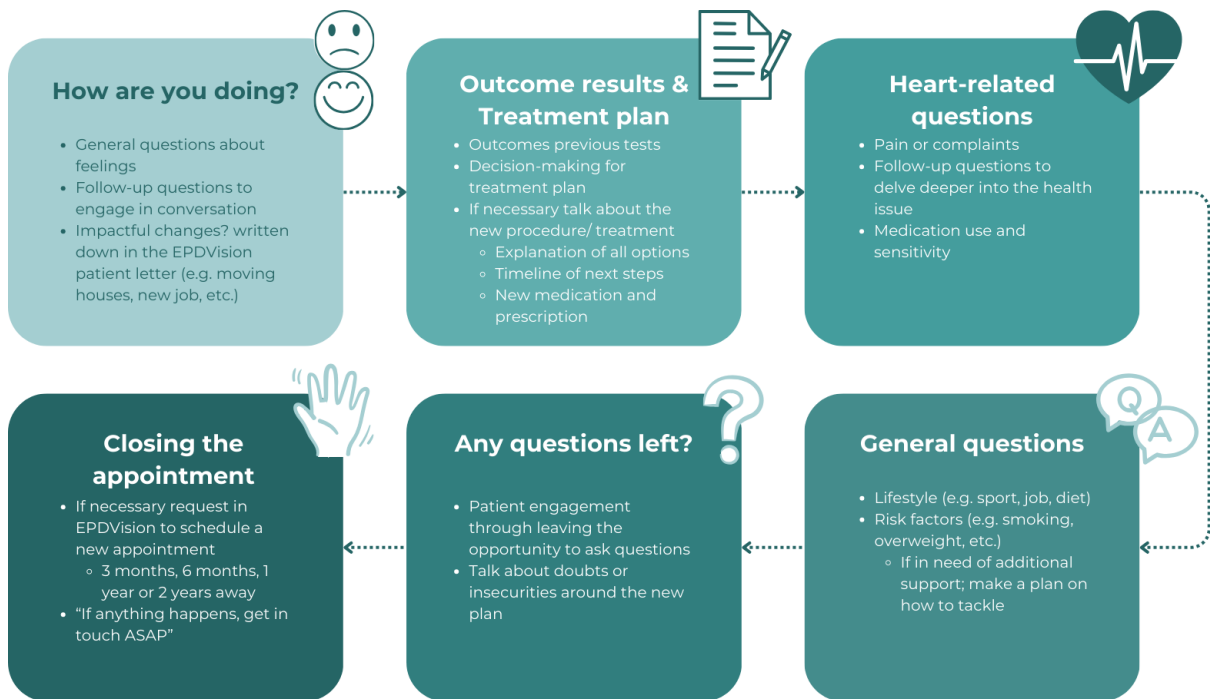 How are you doing?
• General questions about
feelings
• Follow-up questions to
engage in conversation
• Impactful changes? written
down in the EPDVision
patient letter (e.g. moving
houses, new job, etc.)
Outcome results &
Treatment plan
• Outcomes previous tests
• Decision-making for
treatment plan
• If necessary talk about the
new procedure/ treatment
◦ Explanation of all options
◦ Timeline of next steps
◦ New medication and
prescription
Heart-related
questions
• Pain or complaints
• Follow-up questions to
delve deeper into the health
issue
• Medication use and
sensitivity
Q
A
General questions
• Lifestyle (e.g. sport, job, diet)
• Risk factors (e.g. smoking,
overweight, etc.)
◦ If in need of additional
support; make a plan on
how to tackle
?
Any questions left?
• Patient engagement
through leaving the
opportunity to ask questions
• Talk about doubts or
insecurities around the new
plan
Closing the
appointment
• If necessary request in
EPDVision to schedule a
new appointment
◦ 3 months, 6 months, 1
year or 2 years away
• “If anything happens, get in
touch ASAP”